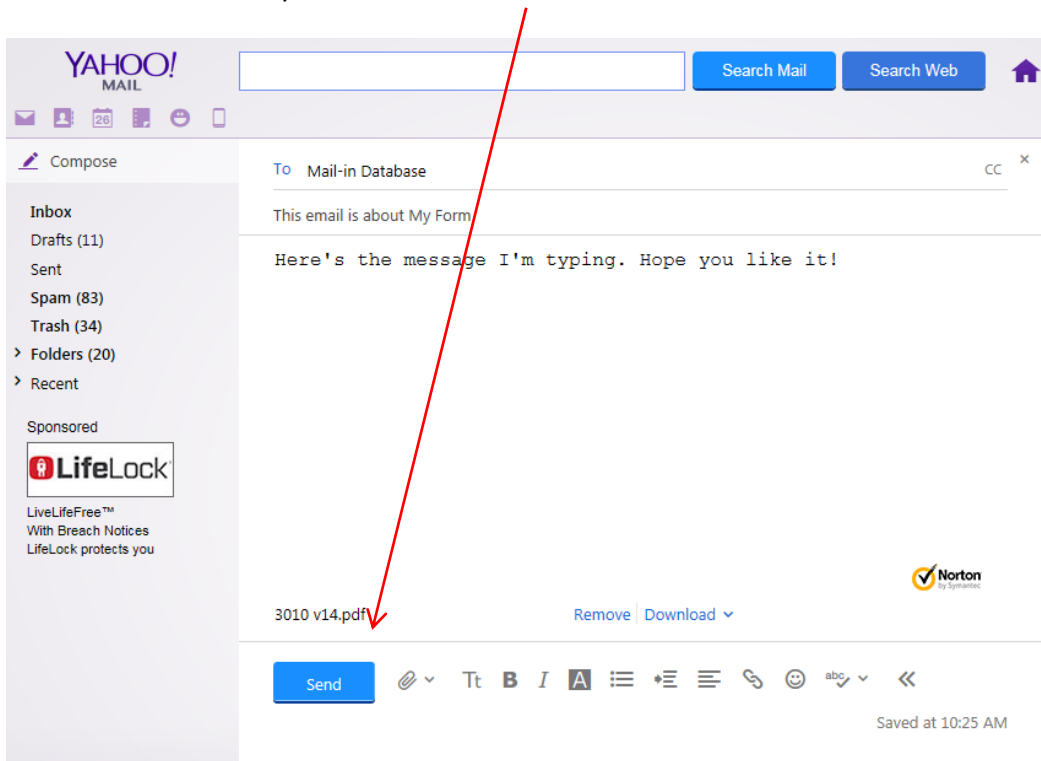 YAHOO!
MAIL
Search Mail
Search Web
26
Compose
To Mail-in Database
CC
×
Inbox
This email is about My Form
Drafts (11)
Here's the message I'm typing. Hope you like it!
Sent
Spam (83)
Trash (34)
Folders (20)
Recent
Sponsored
LifeLock
LiveLifeFree™
With Breach Notices
LifeLock protects you
Norton
by Symantec
3010 v14.pdf
Remove
Download
Send
Tt B I A abc
Saved at 10:25 AM